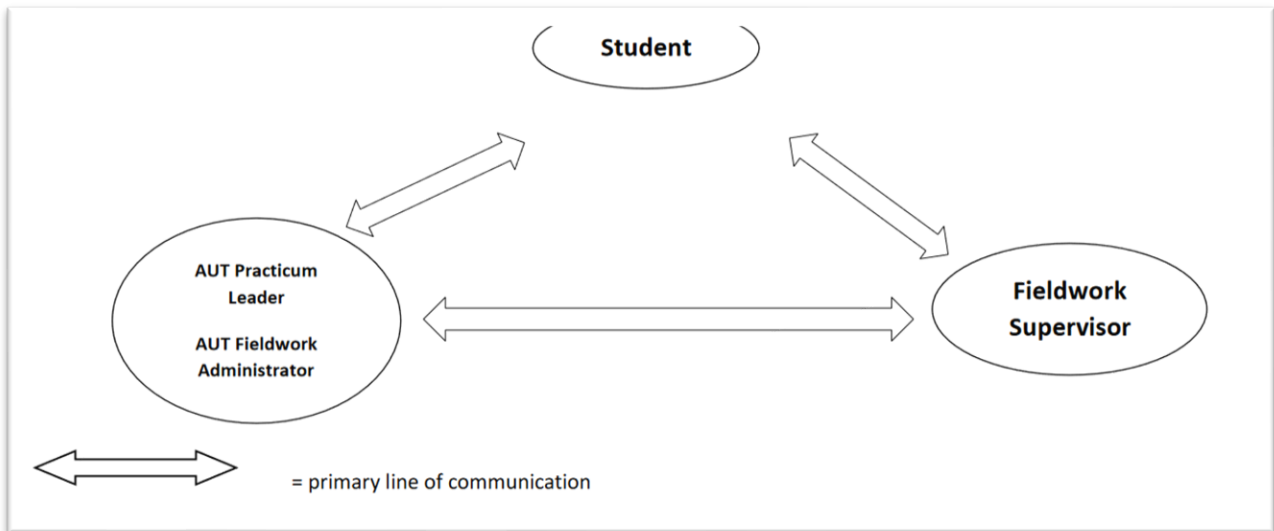 Student
AUT Practicum
Leader
AUT Fieldwork
Administrator
Fieldwork
Supervisor
= primary line of communication